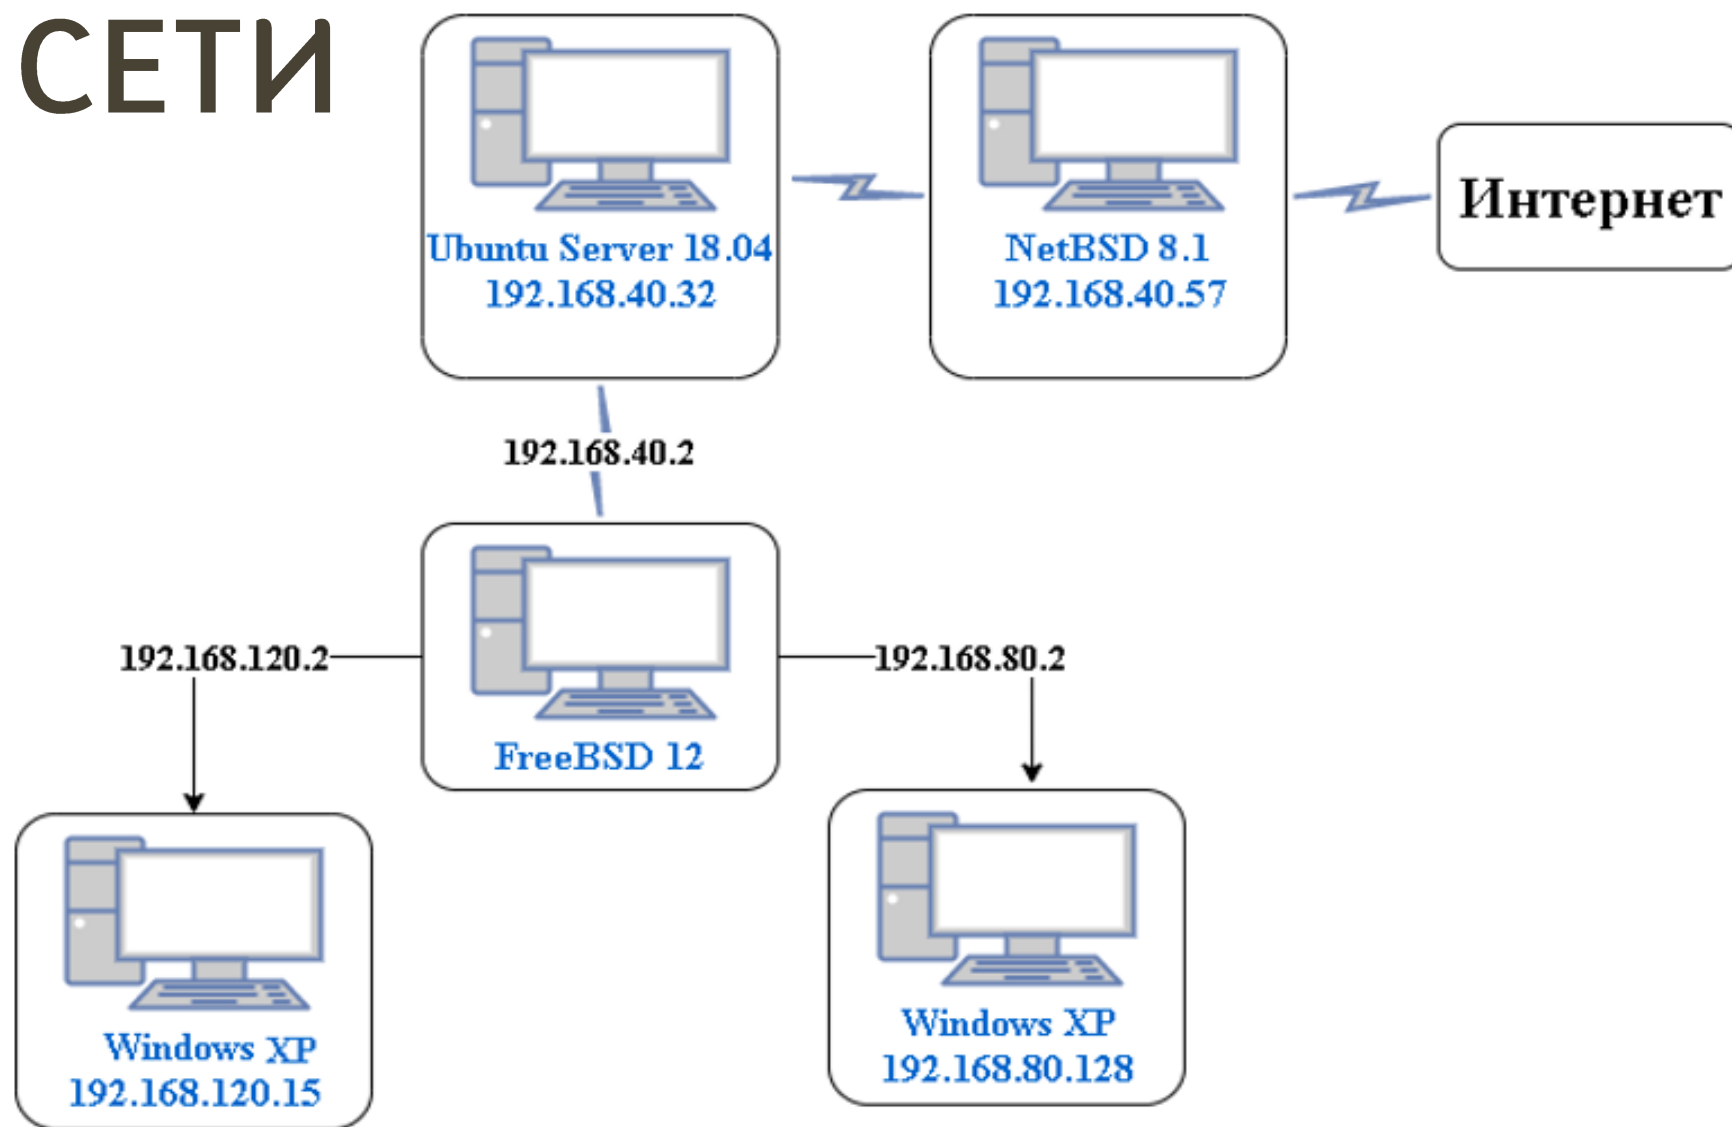 СЕТИ
Ubuntu Server 18.04
192.168.40.32
NetBSD 8.1
192.168.40.57
Интернет
192.168.40.2
192.168.120.2
192.168.80.2
FreeBSD 12
Windows XP
192.168.120.15
Windows XP
192.168.80.128